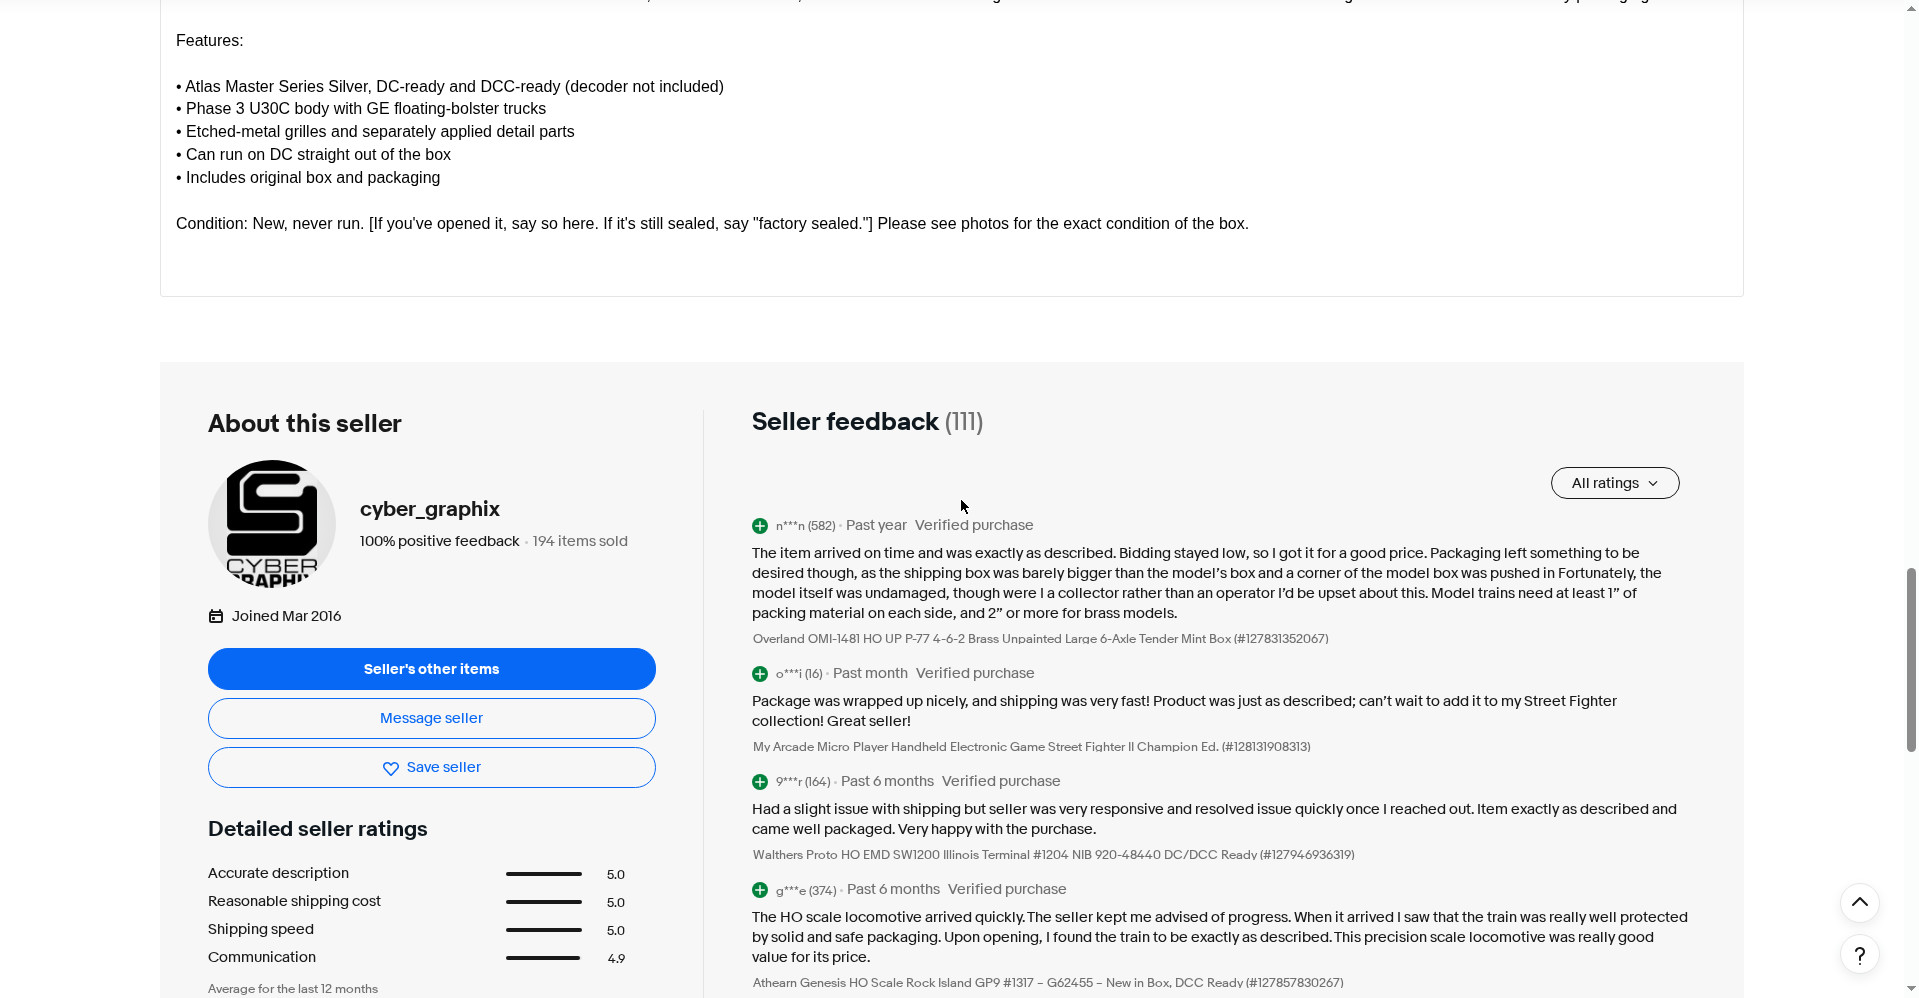 Features:
• Atlas Master Series Silver, DC-ready and DCC-ready (decoder not included)
• Phase 3 U30C body with GE floating-bolster trucks
• Etched-metal grilles and separately applied detail parts
• Can run on DC straight out of the box
• Includes original box and packaging
Condition: New, never run. [If you've opened it, say so here. If it's still sealed, say "factory sealed."] Please see photos for the exact condition of the box.
About this seller
CYBER
GRAPHIX
cyber_graphix
100% positive feedback • 194 items sold
Joined Mar 2016
Seller's other items
Message seller
Save seller
Detailed seller ratings
Accurate description 5.0
Reasonable shipping cost 5.0
Shipping speed 5.0
Communication 4.9
Average for the last 12 months
Seller feedback (111)
All ratings
n***n (582) • Past year Verified purchase
The item arrived on time and was exactly as described. Bidding stayed low, so I got it for a good price. Packaging left something to be
desired though, as the shipping box was barely bigger than the model’s box and a corner of the model box was pushed in Fortunately, the
model itself was undamaged, though were I a collector rather than an operator I’d be upset about this. Model trains need at least 1” of
packing material on each side, and 2” or more for brass models.
Overland OMI-1481 HO UP P-77 4-6-2 Brass Unpainted Large 6-Axle Tender Mint Box (#127831352067)
o***i (16) • Past month Verified purchase
Package was wrapped up nicely, and shipping was very fast! Product was just as described; can’t wait to add it to my Street Fighter
collection! Great seller!
My Arcade Micro Player Handheld Electronic Game Street Fighter II Champion Ed. (#128131908313)
9***r (164) • Past 6 months Verified purchase
Had a slight issue with shipping but seller was very responsive and resolved issue quickly once I reached out. Item exactly as described and
came well packaged. Very happy with the purchase.
Walthers Proto HO EMD SW1200 Illinois Terminal #1204 NIB 920-48440 DC/DCC Ready (#127946936319)
g***e (374) • Past 6 months Verified purchase
The HO scale locomotive arrived quickly. The seller kept me advised of progress. When it arrived I saw that the train was really well protected
by solid and safe packaging. Upon opening, I found the train to be exactly as described. This precision scale locomotive was really good
value for its price.
Athearn Genesis HO Scale Rock Island GP9 #1317 – G62455 – New in Box, DCC Ready (#127857830267)
?